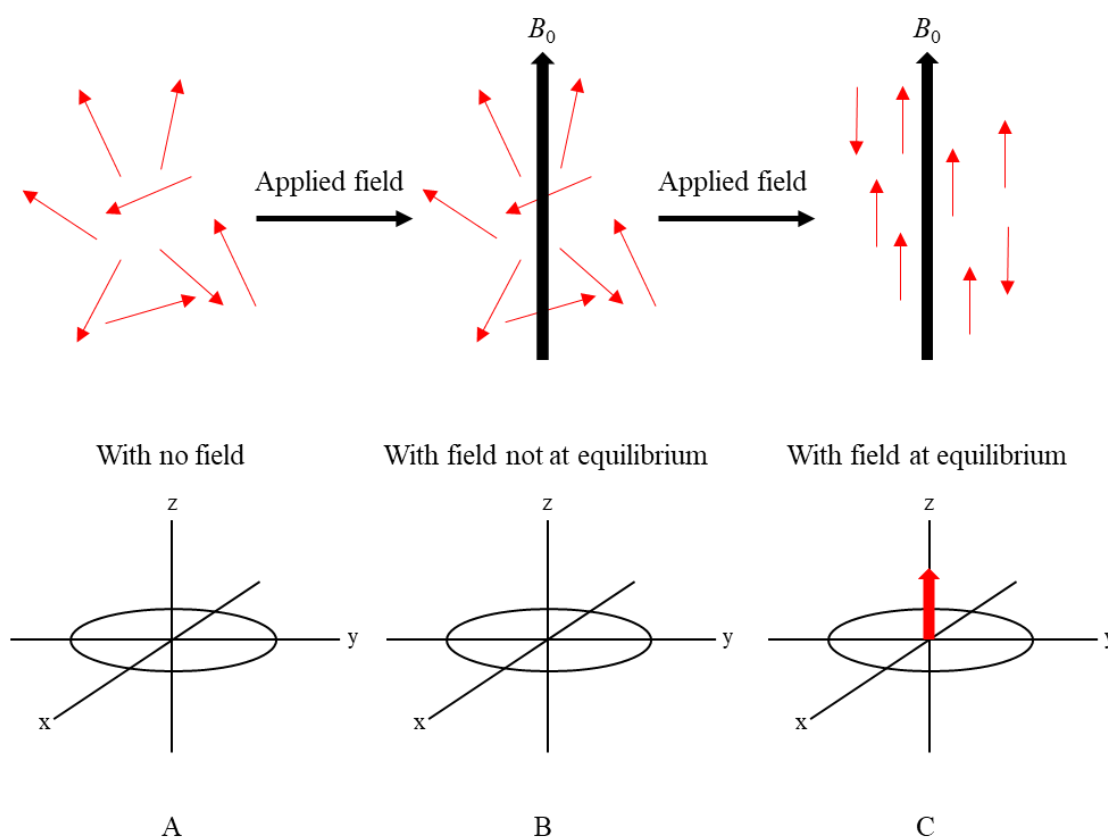 B0
B0
Applied field
Applied field
With no field
With field not at equilibrium
With field at equilibrium
z
z
z
y
y
y
x
x
x
A
B
C